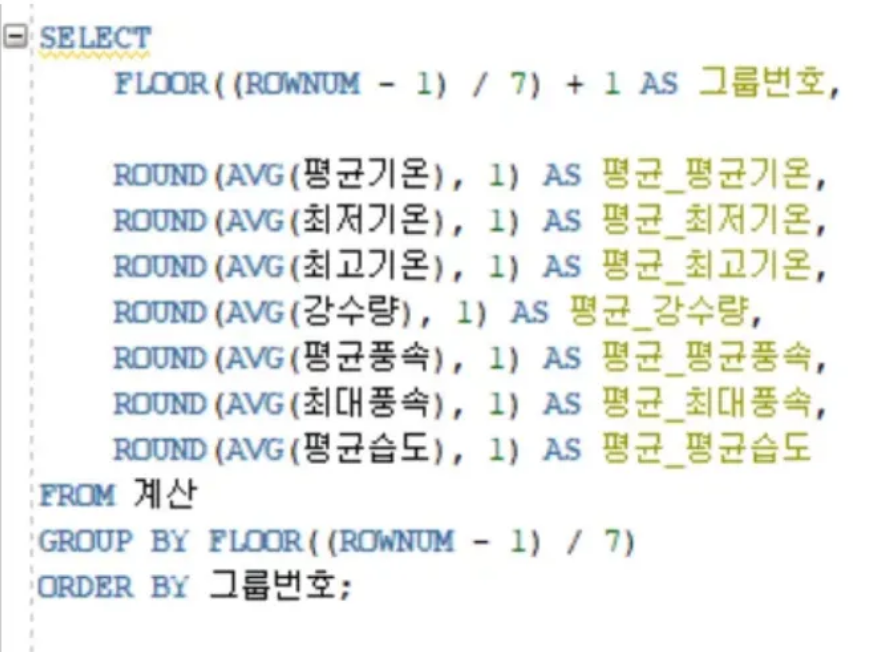 SELECT
FLOOR((ROWNUM - 1) / 7) + 1 AS 그룹번호,
ROUND(AVG(평균기온), 1) AS 평균_평균기온,
ROUND(AVG(최저기온), 1) AS 평균_최저기온,
ROUND(AVG(최고기온), 1) AS 평균_최고기온,
ROUND(AVG(강수량), 1) AS 평균_강수량,
ROUND(AVG(평균풍속), 1) AS 평균_평균풍속,
ROUND(AVG(최대풍속), 1) AS 평균_최대풍속,
ROUND(AVG(평균습도), 1) AS 평균_평균습도
FROM 계산
GROUP BY FLOOR((ROWNUM - 1) / 7)
ORDER BY 그룹번호;